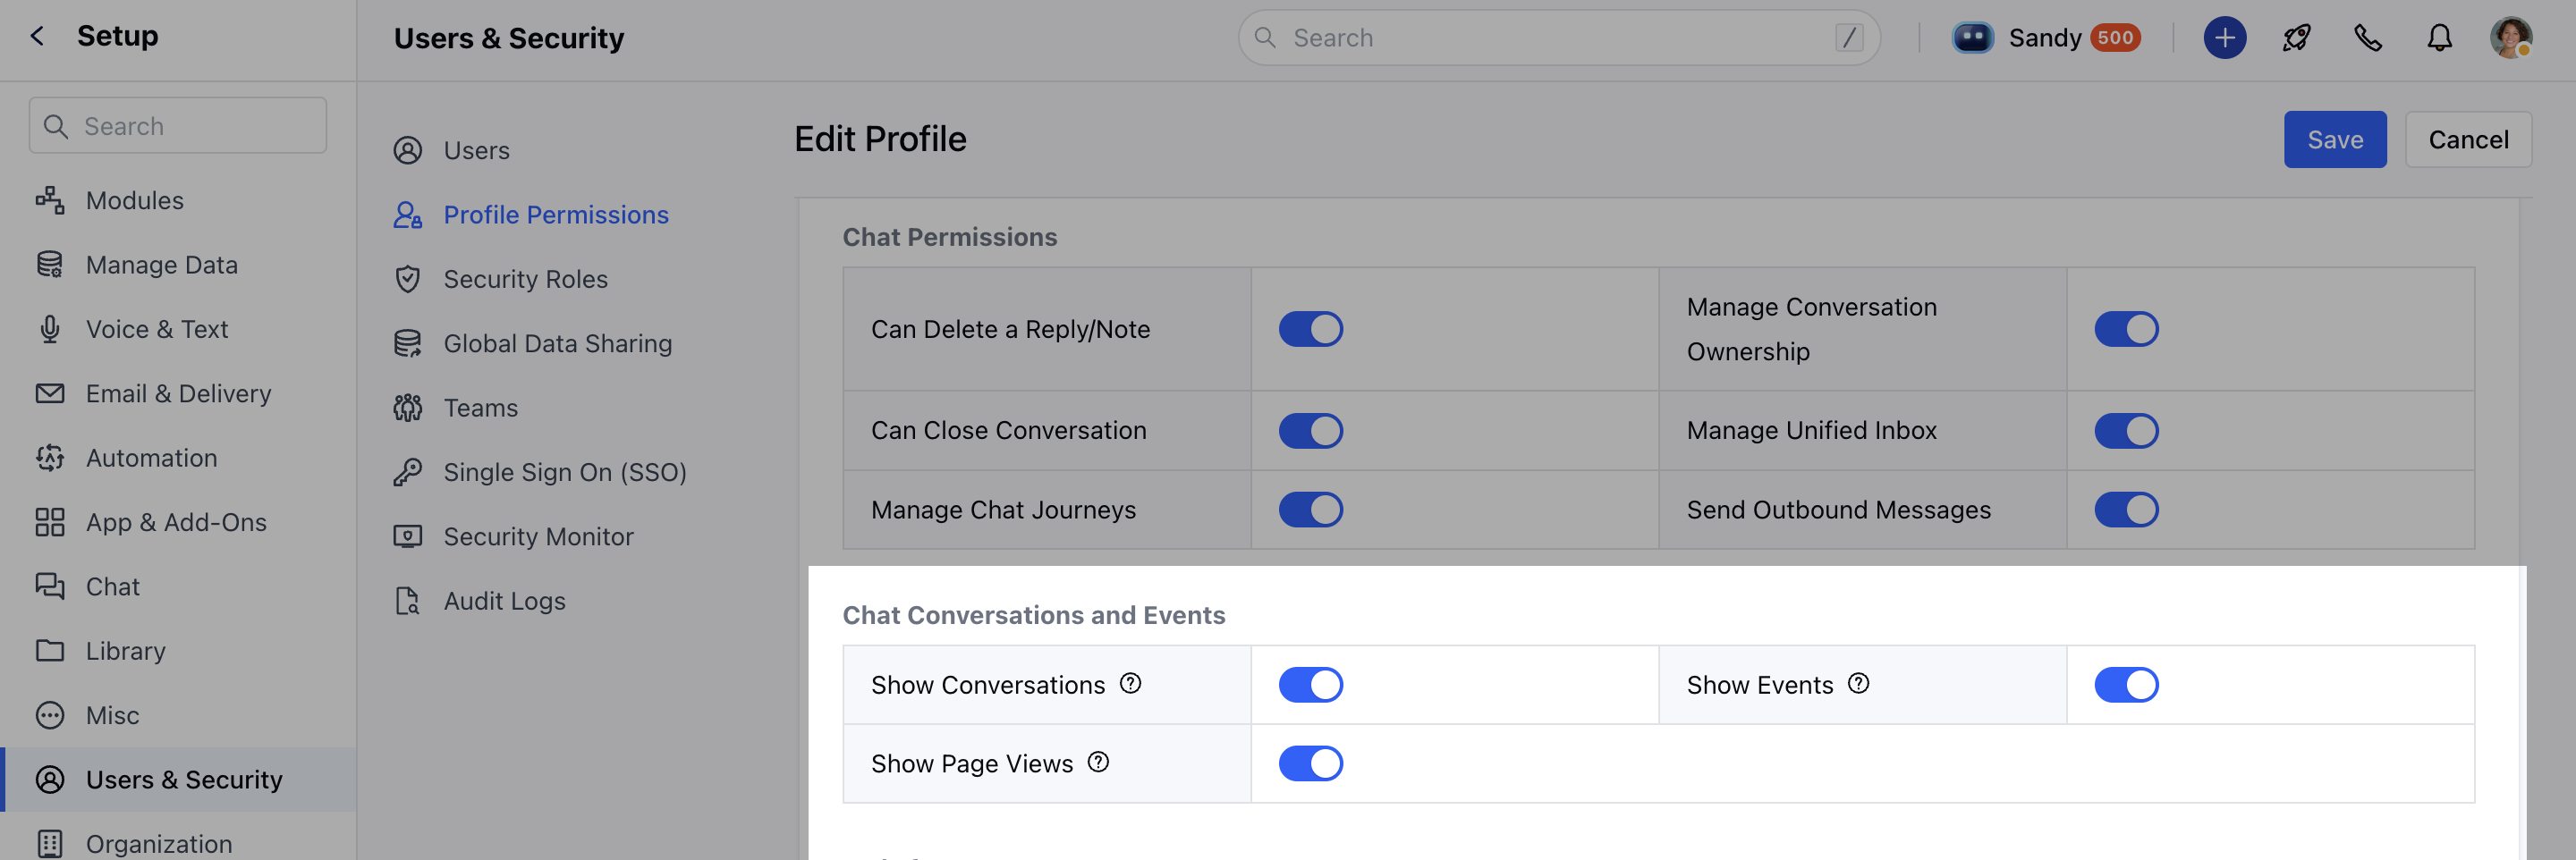 Setup
Users & Security
Search
/
Sandy 500
Search
Modules
Manage Data
Voice & Text
Email & Delivery
Automation
App & Add-Ons
Chat
Library
Misc
Users & Security
Organization
Users
Profile Permissions
Security Roles
Global Data Sharing
Teams
Single Sign On (SSO)
Security Monitor
Audit Logs
Edit Profile
Save
Cancel
Chat Permissions
Can Delete a Reply/Note
Manage Conversation
Ownership
Can Close Conversation
Manage Unified Inbox
Manage Chat Journeys
Send Outbound Messages
Chat Conversations and Events
Show Conversations
Show Events
Show Page Views